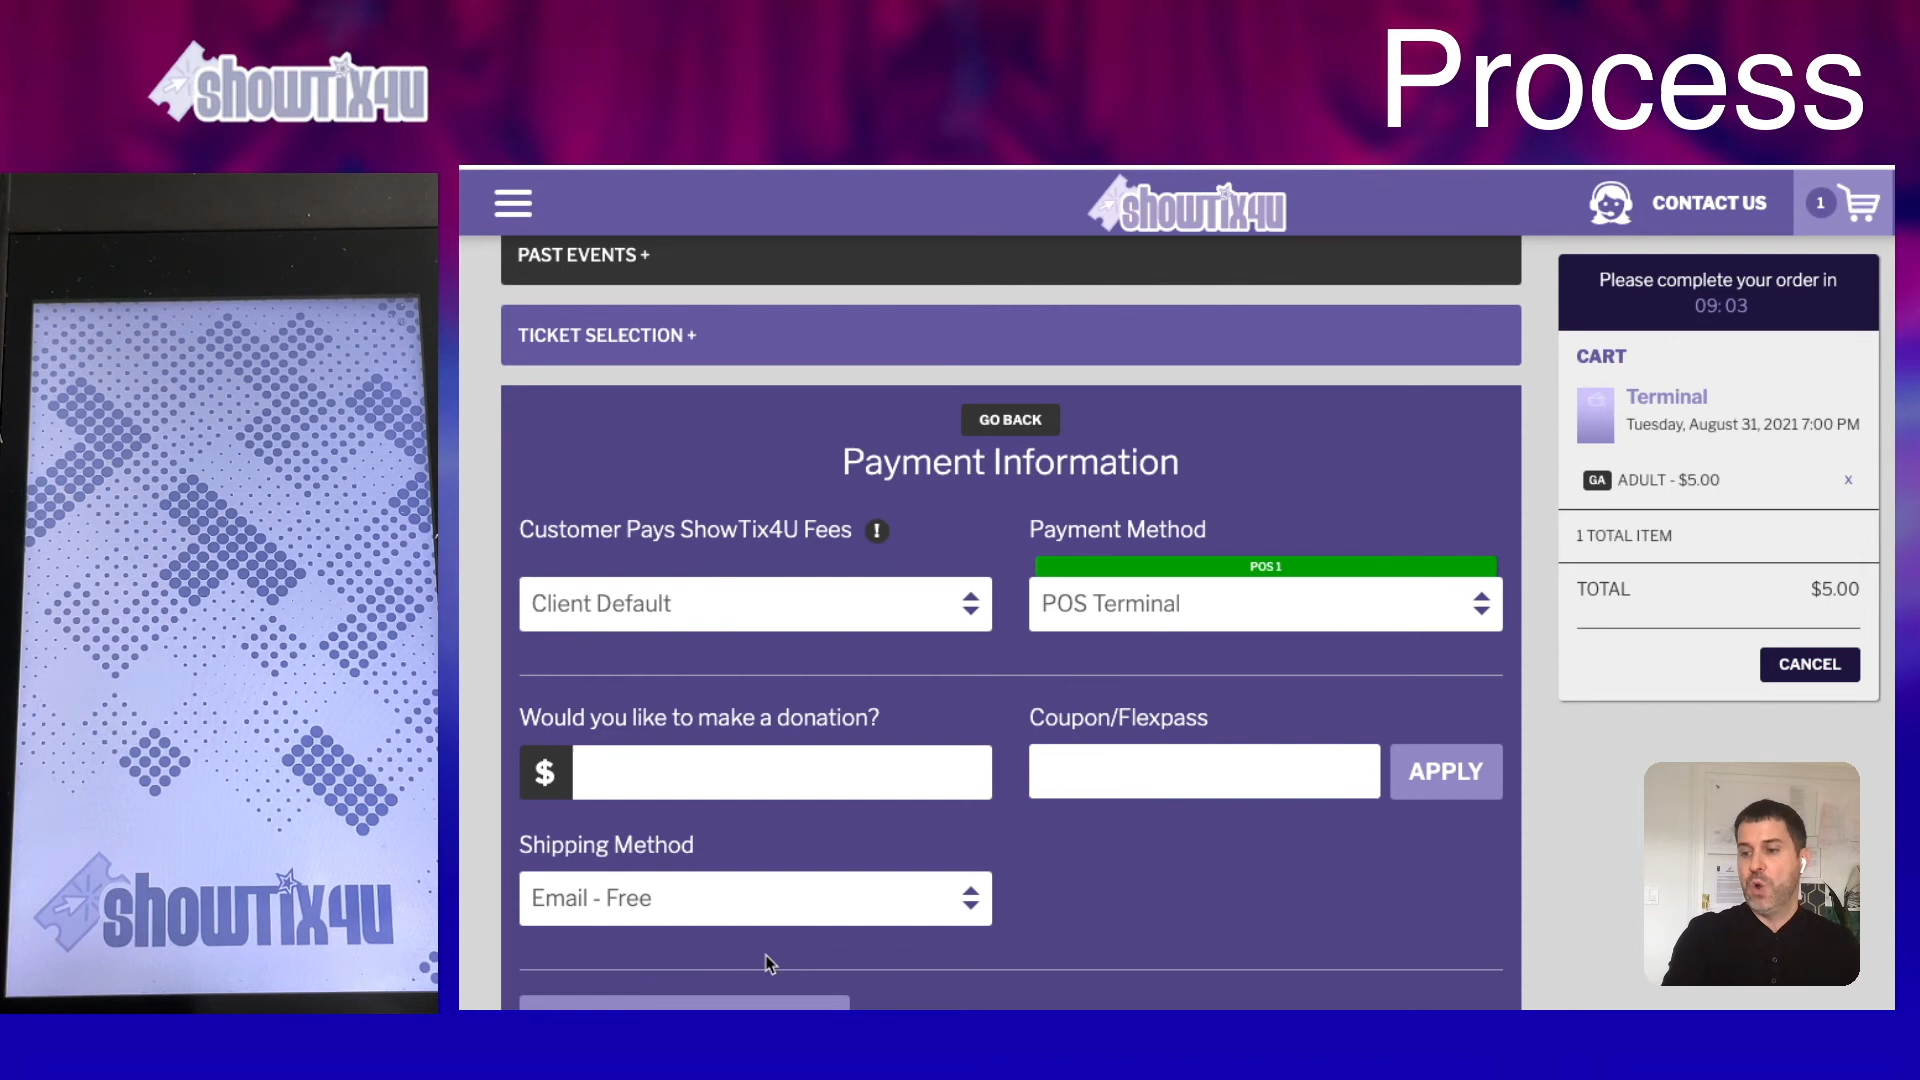 showTix4U
Process
showTix4U
CONTACT US
1
PAST EVENTS +
TICKET SELECTION +
GO BACK
Payment Information
Customer Pays ShowTix4U Fees !
Client Default
Payment Method
POS 1
POS Terminal
Would you like to make a donation?
$
Coupon/Flexpass
APPLY
Shipping Method
Email - Free
Please complete your order in
09:03
CART
Terminal
Tuesday, August 31, 2021 7:00 PM
GA ADULT - $5.00 x
1 TOTAL ITEM
TOTAL $5.00
CANCEL
showTix4U